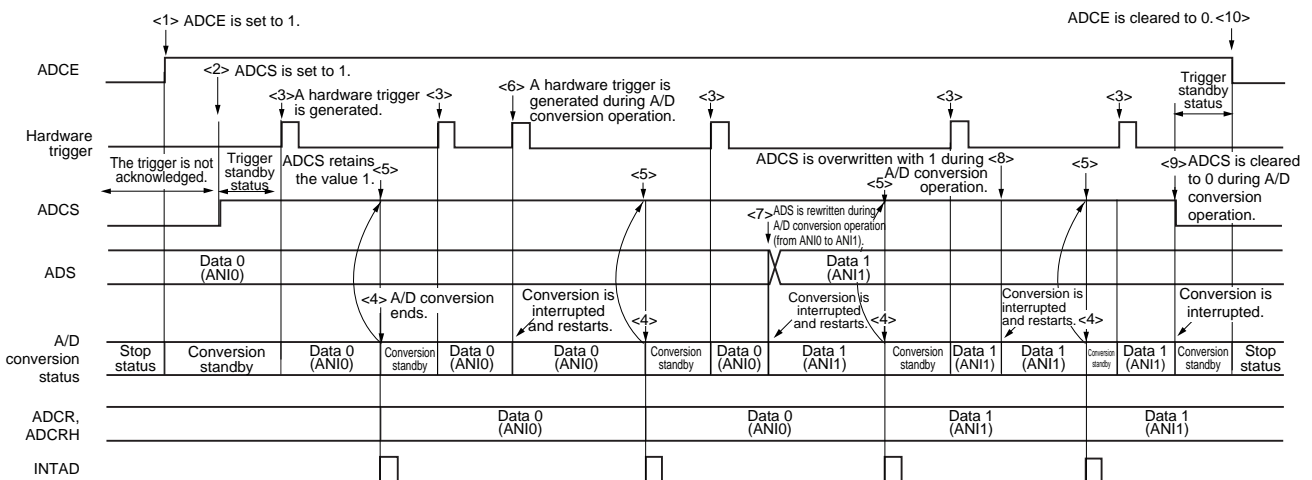 <1> ADCE is set to 1.
ADCE is cleared to 0.<10>
ADCE
<2> ADCS is set to 1.
Trigger
standby
status
<3>A hardware trigger
is generated.
<3>
<6> A hardware trigger is
generated during A/D
conversion operation.
<3>
<3>
<3>
Hardware
trigger
The trigger is not
acknowledged.
Trigger
standby
status
ADCS retains
the value 1.
<5>
<5>
ADCS is overwritten with 1 during <8>
A/D conversion
operation.
<5>
<5>
<9>ADCS is cleared
to 0 during A/D
conversion
operation.
ADCS
<7>ADS is rewritten during
A/D conversion operation
(from ANI0 to ANI1).
ADS
Data 0
(ANI0)
Data 1
(ANI1)
<4> A/D conversion
ends.
Conversion is
interrupted
and restarts.
<4>
Conversion is
interrupted
and restarts.
<4>
Conversion is
interrupted
and restarts.
<4>
Conversion is
interrupted.
A/D
conversion
status
Stop
status
Conversion
standby
Data 0
(ANI0)
Conversion
standby
Data 0
(ANI0)
Data 0
(ANI0)
Conversion
standby
Data 0
(ANI0)
Data 1
(ANI1)
Conversion
standby
Data 1
(ANI1)
Data 1
(ANI1)
Conversion
standby
Data 1
(ANI1)
Conversion
standby
Stop
status
ADCR,
ADCRH
Data 0
(ANI0)
Data 0
(ANI0)
Data 1
(ANI1)
Data 1
(ANI1)
INTAD